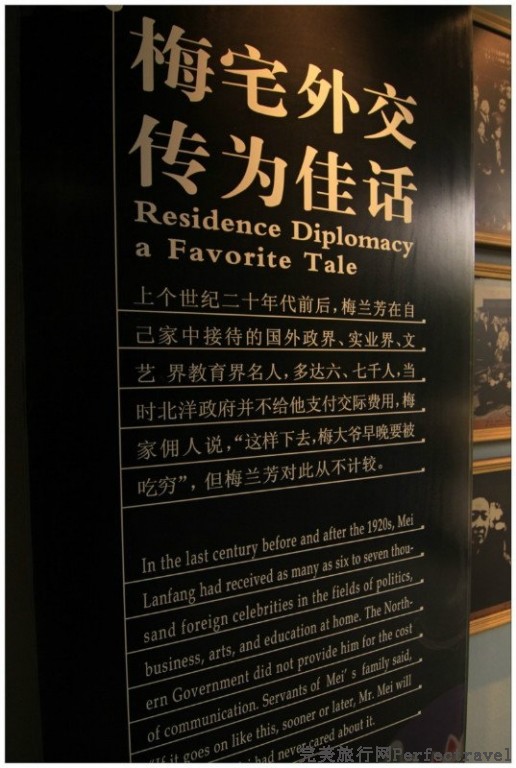 梅宅外交
传为佳话
Residence Diplomacy
a Favorite Tale
上个世纪二十年代前后，梅兰芳在自
己家中接待的国外政界、实业界、文
艺 界教育界名人，多达六、七千人，当
时北洋政府并不给他支付交际费用，梅
家佣人说，“这样下去，梅大爷早晚要被
吃穷”，但梅兰芳对此从不计较。
In the last century before and after the 1920s, Mei
Lanfang had received as many as six to seven thou-
sand foreign celebrities in the fields of politics,
business, arts, and education at home. The North-
ern Government did not provide him for the cost
of communication. Servants of Mei’s family said,
"If it goes on like this, sooner or later, Mr. Mei will
had never cared about it.
完美旅行网Perfectravel